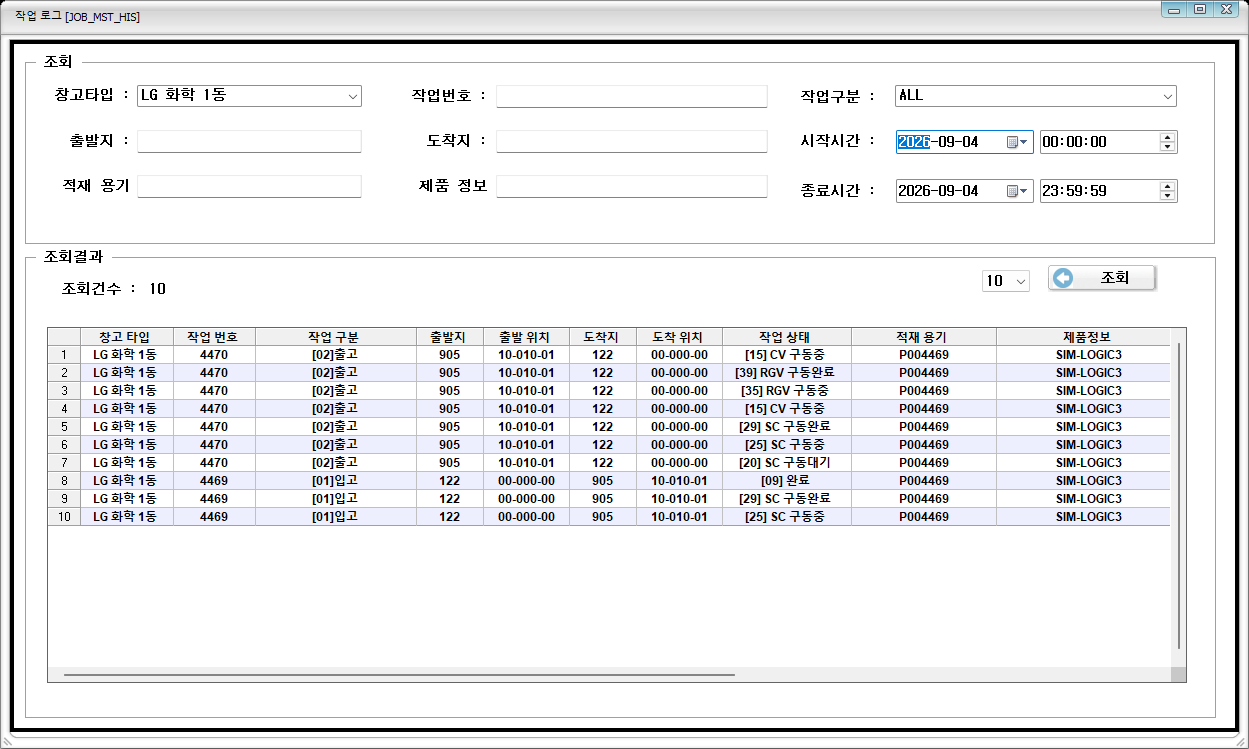 작업 로그 [JOB_MST_HIS]
조회
창고타입 : LG 화학 1동 작업번호 : 작업구분 : ALL
출발지 : 도착지 : 시작시간 : 2026-09-04 00:00:00
적재 용기 제품 정보 종료시간 : 2026-09-04 23:59:59
조회결과
조회건수 : 10 10 조회
창고 타입 작업 번호 작업 구분 출발지 출발 위치 도착지 도착 위치 작업 상태 적재 용기 제품정보
1 LG 화학 1동 4470 [02]출고 905 10-010-01 122 00-000-00 [15] CV 구동중 P004469 SIM-LOGIC3
2 LG 화학 1동 4470 [02]출고 905 10-010-01 122 00-000-00 [39] RGV 구동완료 P004469 SIM-LOGIC3
3 LG 화학 1동 4470 [02]출고 905 10-010-01 122 00-000-00 [35] RGV 구동중 P004469 SIM-LOGIC3
4 LG 화학 1동 4470 [02]출고 905 10-010-01 122 00-000-00 [15] CV 구동중 P004469 SIM-LOGIC3
5 LG 화학 1동 4470 [02]출고 905 10-010-01 122 00-000-00 [29] SC 구동완료 P004469 SIM-LOGIC3
6 LG 화학 1동 4470 [02]출고 905 10-010-01 122 00-000-00 [25] SC 구동중 P004469 SIM-LOGIC3
7 LG 화학 1동 4470 [02]출고 905 10-010-01 122 00-000-00 [20] SC 구동대기 P004469 SIM-LOGIC3
8 LG 화학 1동 4469 [01]입고 122 00-000-00 905 10-010-01 [09] 완료 P004469 SIM-LOGIC3
9 LG 화학 1동 4469 [01]입고 122 00-000-00 905 10-010-01 [29] SC 구동완료 P004469 SIM-LOGIC3
10 LG 화학 1동 4469 [01]입고 122 00-000-00 905 10-010-01 [25] SC 구동중 P004469 SIM-LOGIC3